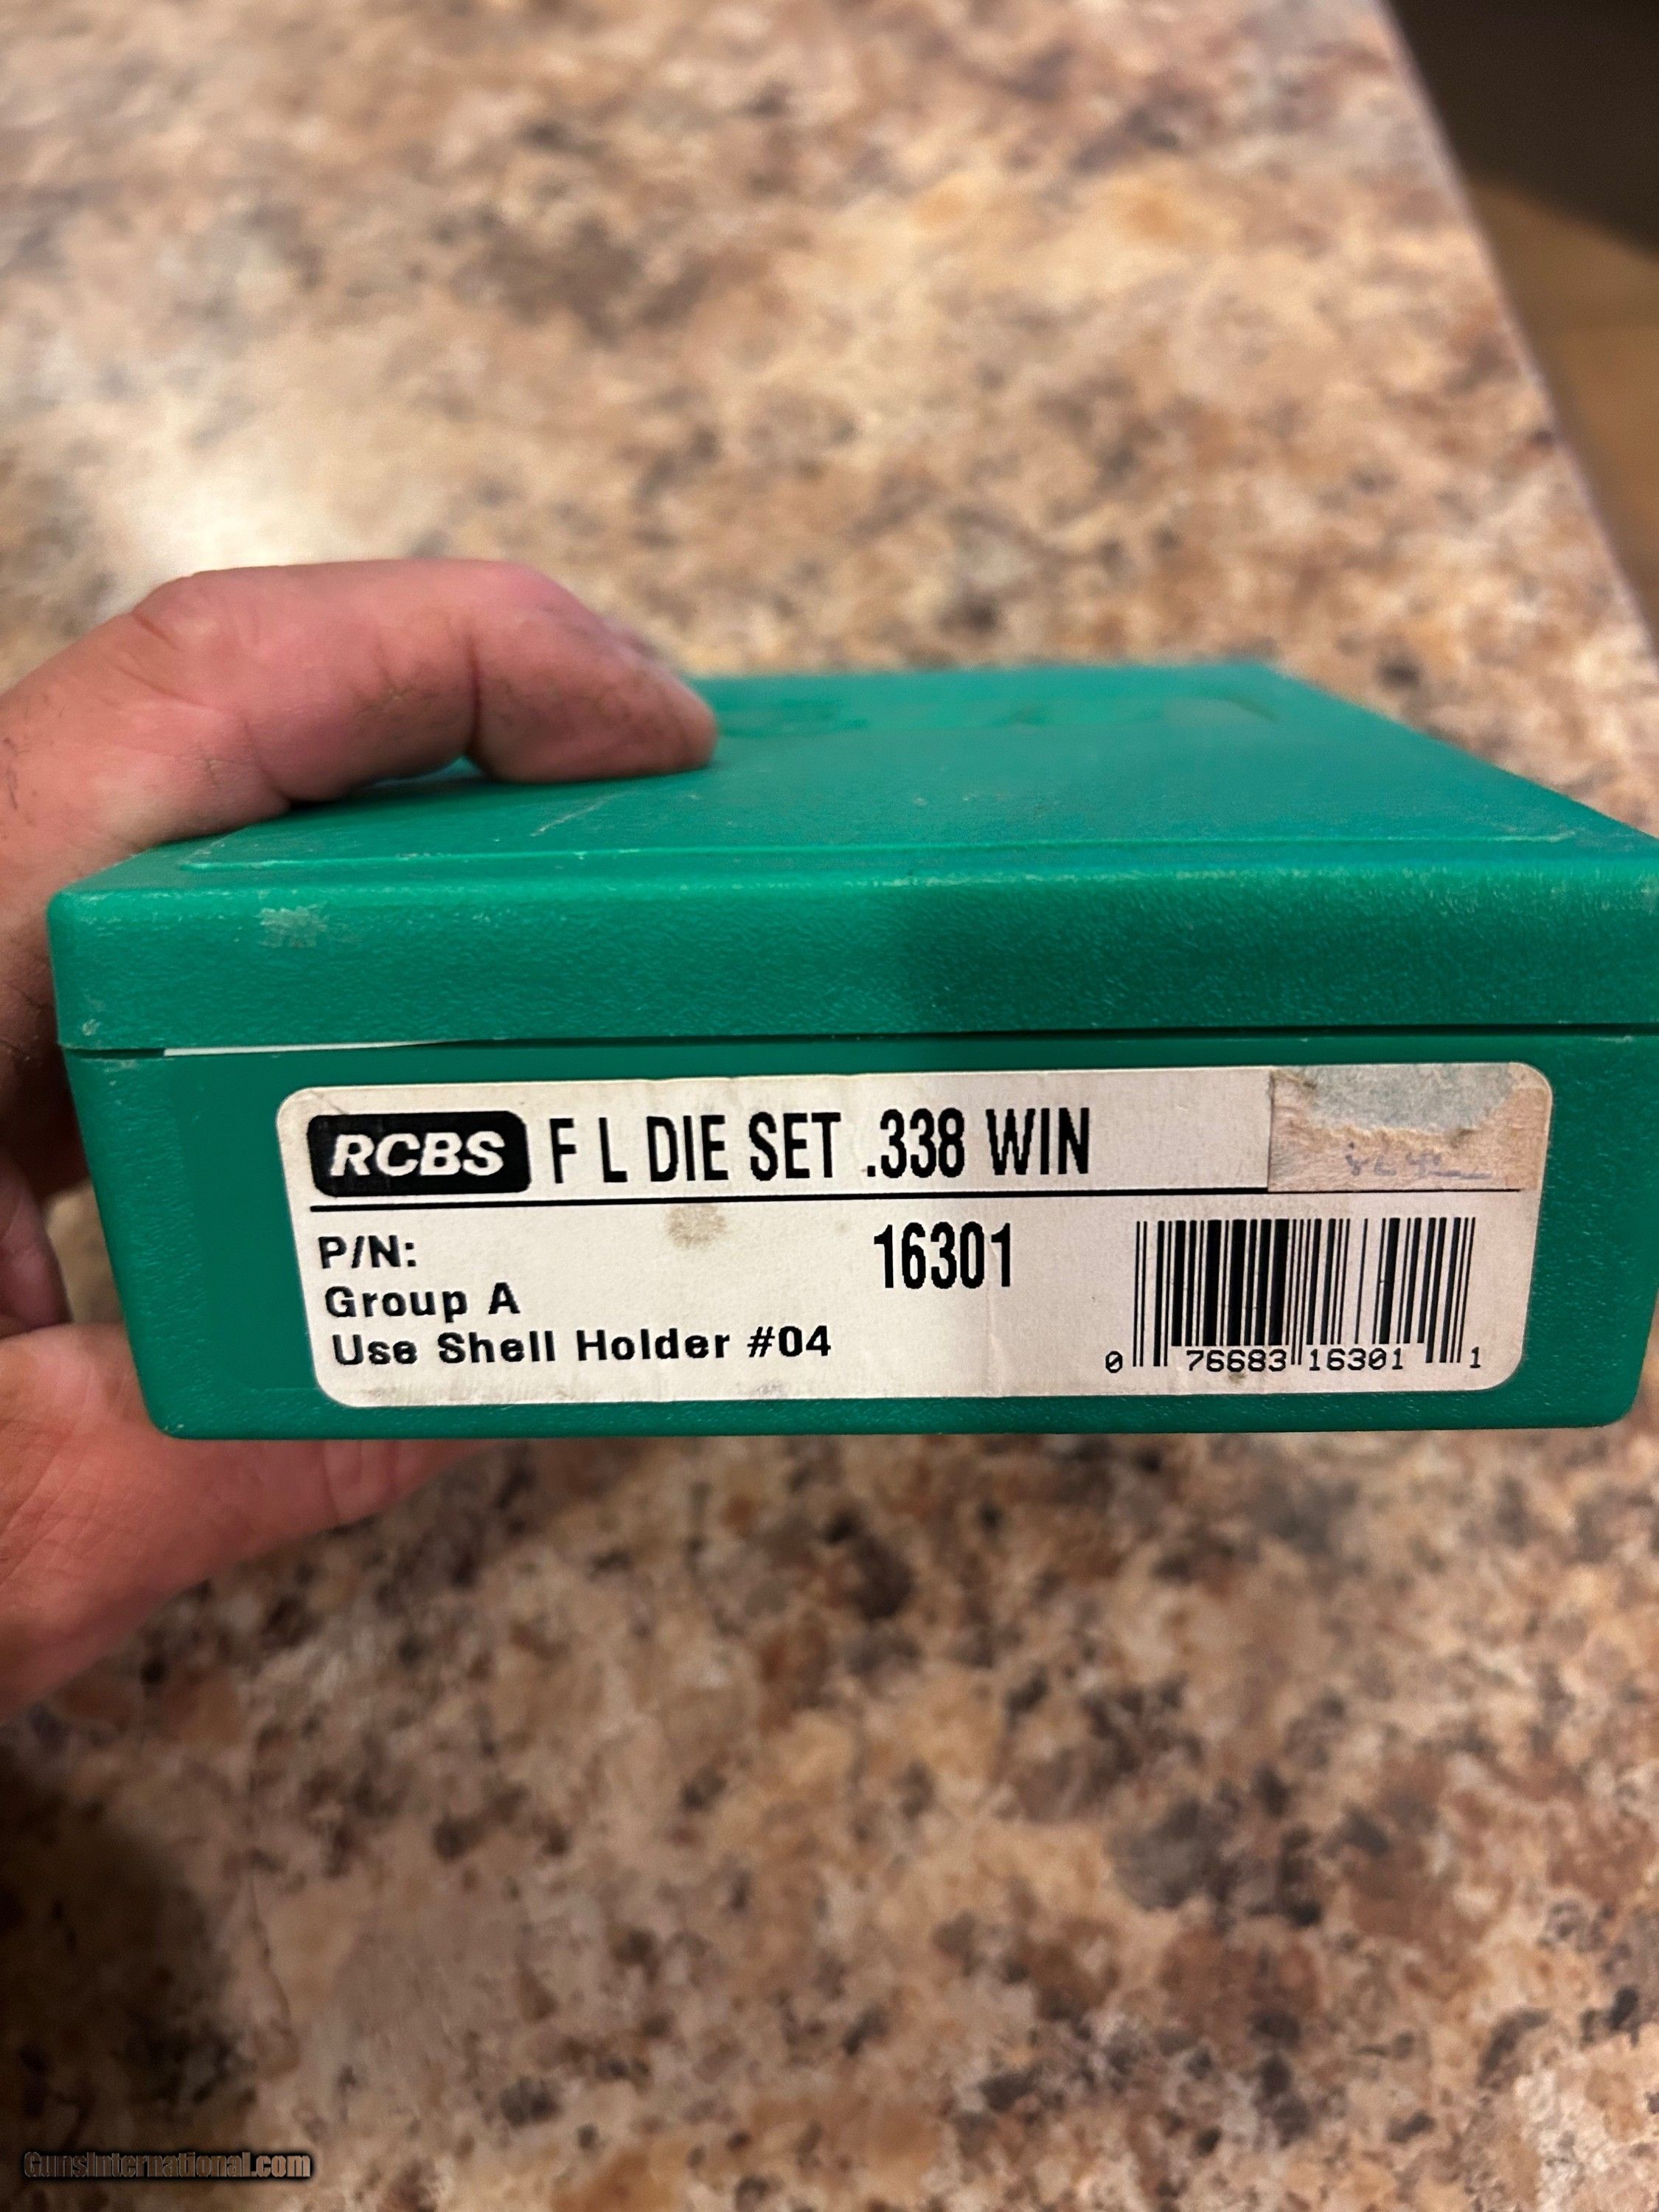 RCBS F L DIE SET .338 WIN
P/N: 16301
Group A
Use Shell Holder #04
0 76683 16301 1
GunsInternational.com